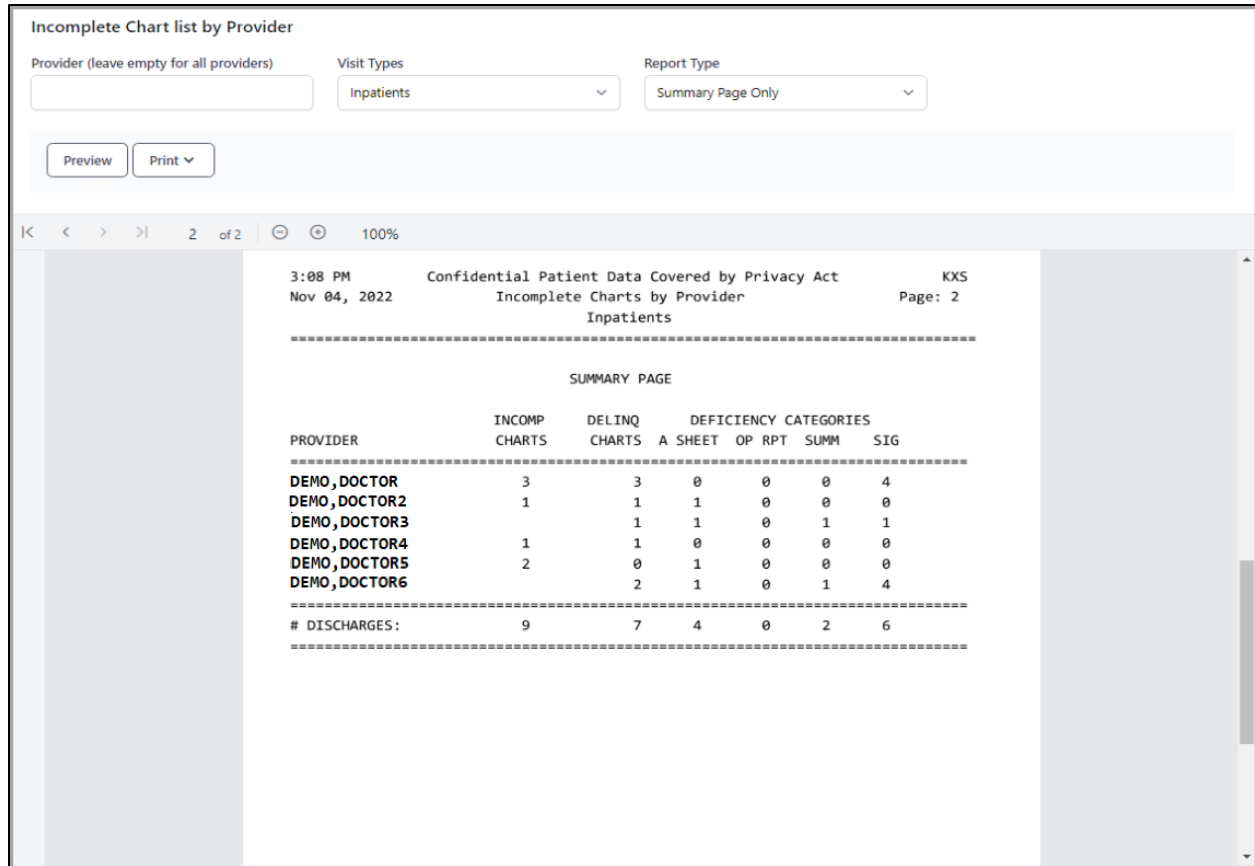 Incomplete Chart list by Provider
Provider (leave empty for all providers) Visit Types Report Type
Inpatients Summary Page Only
Preview Print
2 of 2 100%
3:08 PM Confidential Patient Data Covered by Privacy Act KXS
Nov 04, 2022 Incomplete Charts by Provider Page: 2
Inpatients
================================================================================
SUMMARY PAGE
INCOMP DELINQ DEFICIENCY CATEGORIES
PROVIDER CHARTS CHARTS A SHEET OP RPT SUMM SIG
===============================================================================
DEMO,DOCTOR 3 3 0 0 0 4
DEMO,DOCTOR2 1 1 1 0 0 0
DEMO,DOCTOR3 1 1 0 1 1
DEMO,DOCTOR4 1 1 0 0 0 0
DEMO,DOCTOR5 2 0 1 0 0 0
DEMO,DOCTOR6 2 1 0 1 4
===============================================================================
# DISCHARGES: 9 7 4 0 2 6
===============================================================================